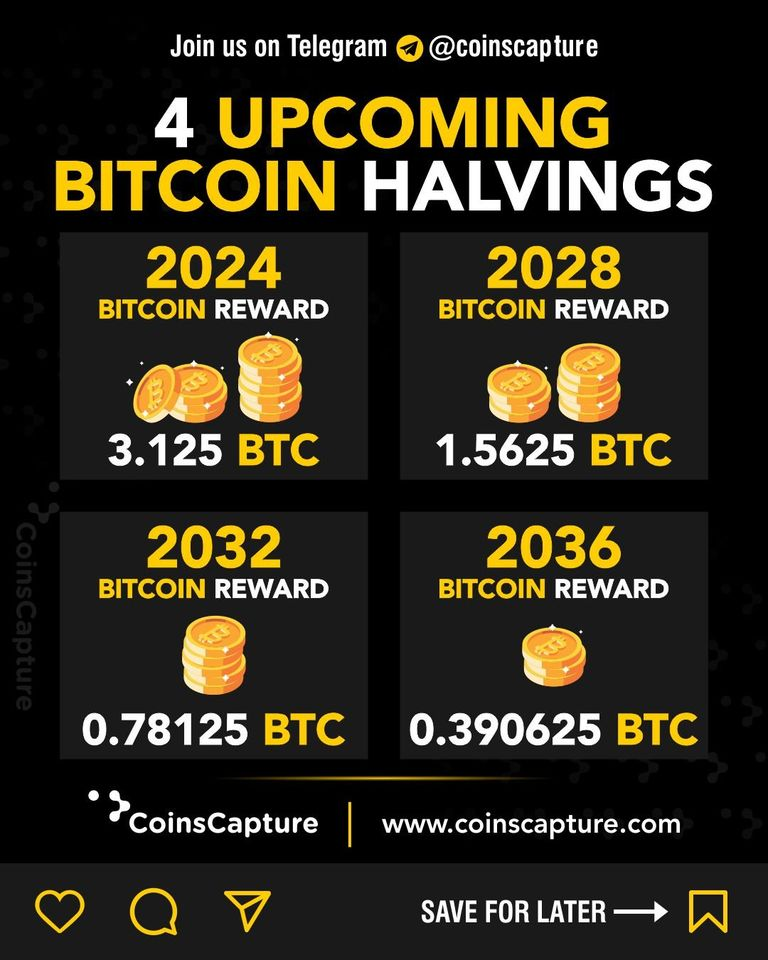 Join us on Telegram @coinscapture
4 UPCOMING
BITCOIN HALVINGS
2024
BITCOIN REWARD
3.125 BTC
2028
BITCOIN REWARD
1.5625 BTC
2032
BITCOIN REWARD
0.78125 BTC
2036
BITCOIN REWARD
0.390625 BTC
CoinsCapture
CoinsCapture
www.coinscapture.com
SAVE FOR LATER